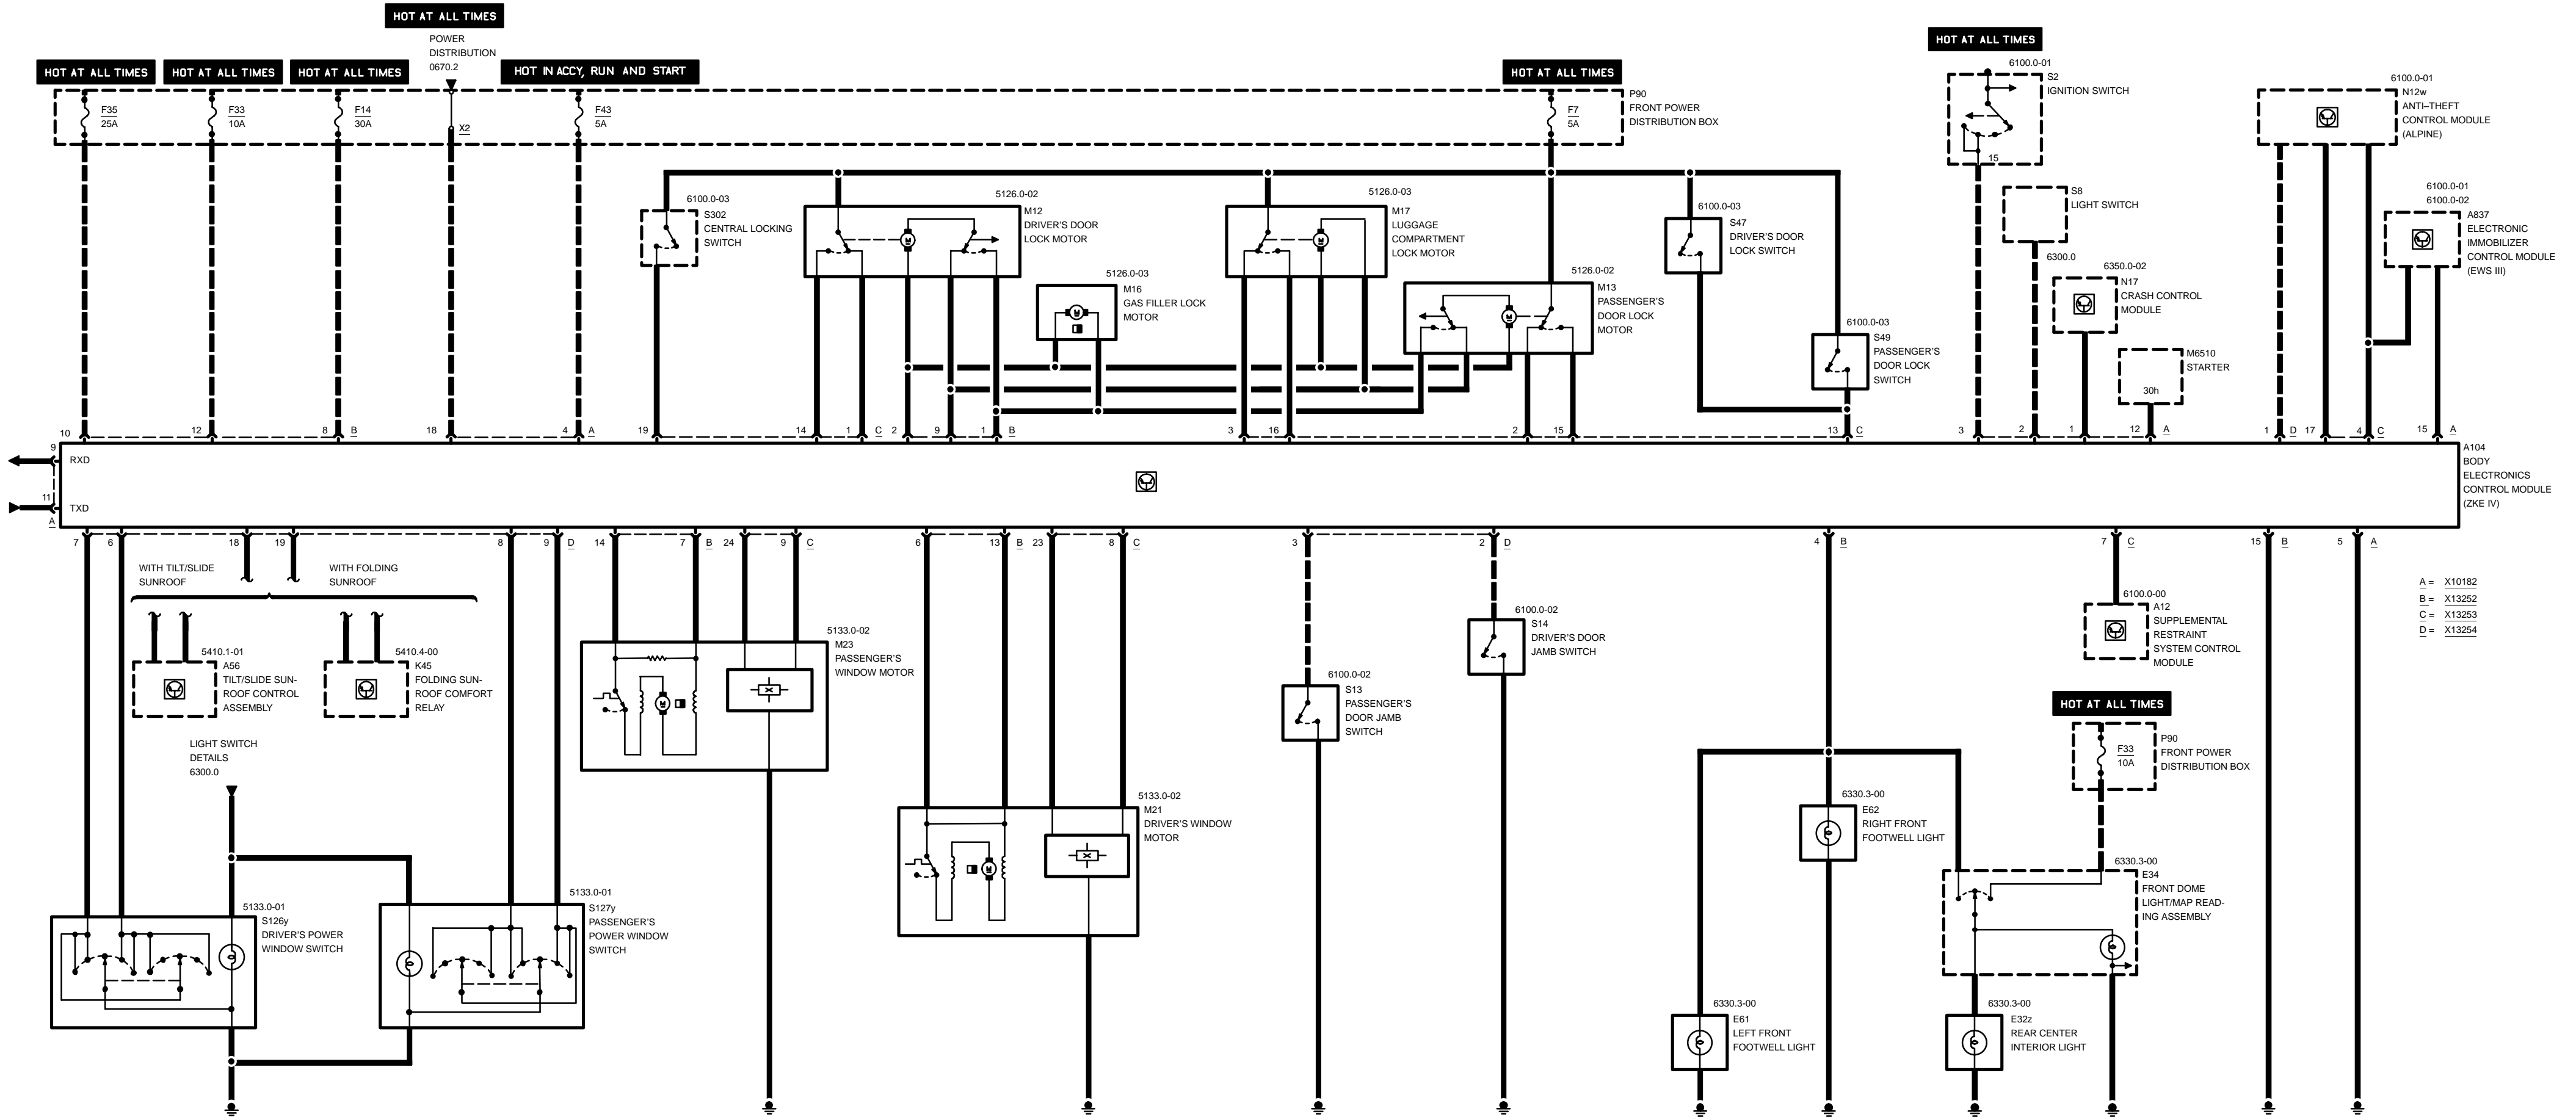 HOT AT ALL TIMES
POWER
DISTRIBUTION
0670.2
HOT AT ALL TIMES
HOT AT ALL TIMES
HOT AT ALL TIMES
HOT IN ACCY, RUN AND START
HOT AT ALL TIMES
HOT AT ALL TIMES
F35
25A
F33
10A
F14
30A
X2
F43
5A
F7
5A
P90
FRONT POWER
DISTRIBUTION BOX
6100.0-01
S2
IGNITION SWITCH
15
6100.0-01
N12w
ANTI–THEFT
CONTROL MODULE
(ALPINE)
S8
LIGHT SWITCH
6300.0
6100.0-01
6100.0-02
A837
ELECTRONIC
IMMOBILIZER
CONTROL MODULE
(EWS III)
6100.0-03
S302
CENTRAL LOCKING
SWITCH
5126.0-02
M12
DRIVER'S DOOR
LOCK MOTOR
M
5126.0-03
M16
GAS FILLER LOCK
MOTOR
M
5126.0-03
M17
LUGGAGE
COMPARTMENT
LOCK MOTOR
M
5126.0-02
M13
PASSENGER'S
DOOR LOCK
MOTOR
M
6100.0-03
S47
DRIVER'S DOOR
LOCK SWITCH
6100.0-03
S49
PASSENGER'S
DOOR LOCK
SWITCH
6350.0-02
N17
CRASH CONTROL
MODULE
M6510
STARTER
30h
10
12
8
B
18
4
A
19
14
1
C
2
9
1
B
3
16
2
15
13
C
3
2
1
12
A
1
D
17
4
C
15
A
9
RXD
11
TXD
A
A104
BODY
ELECTRONICS
CONTROL MODULE
(ZKE IV)
7
6
18
19
8
9
D
14
7
B
24
9
C
6
13
B
23
8
C
3
2
D
4
B
7
C
15
B
5
A
WITH TILT/SLIDE
SUNROOF
WITH FOLDING
SUNROOF
5410.1-01
A56
TILT/SLIDE SUN-
ROOF CONTROL
ASSEMBLY
5410.4-00
K45
FOLDING SUN-
ROOF COMFORT
RELAY
LIGHT SWITCH
DETAILS
6300.0
5133.0-01
S126y
DRIVER'S POWER
WINDOW SWITCH
5133.0-01
S127y
PASSENGER'S
POWER WINDOW
SWITCH
5133.0-02
M23
PASSENGER'S
WINDOW MOTOR
M
5133.0-02
M21
DRIVER'S WINDOW
MOTOR
M
6100.0-02
S13
PASSENGER'S
DOOR JAMB
SWITCH
6100.0-02
S14
DRIVER'S DOOR
JAMB SWITCH
6100.0-00
A12
SUPPLEMENTAL
RESTRAINT
SYSTEM CONTROL
MODULE
A = X10182
B = X13252
C = X13253
D = X13254
HOT AT ALL TIMES
F33
10A
P90
FRONT POWER
DISTRIBUTION BOX
6330.3-00
E62
RIGHT FRONT
FOOTWELL LIGHT
6330.3-00
E34
FRONT DOME
LIGHT/MAP READ-
ING ASSEMBLY
6330.3-00
E61
LEFT FRONT
FOOTWELL LIGHT
6330.3-00
E32z
REAR CENTER
INTERIOR LIGHT